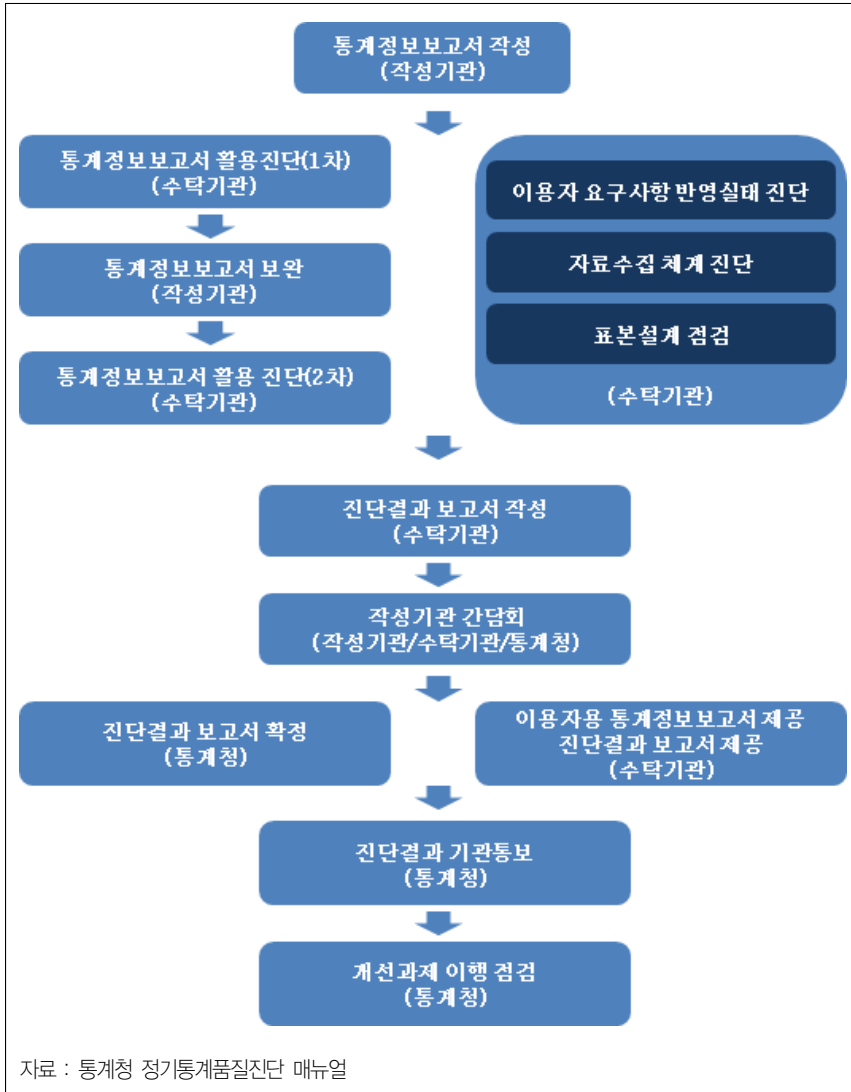 통계정보보고서 작성
(작성기관)
통계정보보고서 활용진단(1차)
(수탁기관)
통계정보보고서 보완
(작성기관)
통계정보보고서 활용 진단(2차)
(수탁기관)
이용자 요구사항 반영실태 진단
자료수집 체계 진단
표본설계 점검
(수탁기관)
진단결과 보고서 작성
(수탁기관)
작성기관 간담회
(작성기관/수탁기관/통계청)
진단결과 보고서 확정
(통계청)
이용자용 통계정보보고서 제공
진단결과 보고서 제공
(수탁기관)
진단결과 기관통보
(통계청)
개선과제 이행 점검
(통계청)
자료 : 통계청 정기통계품질진단 매뉴얼